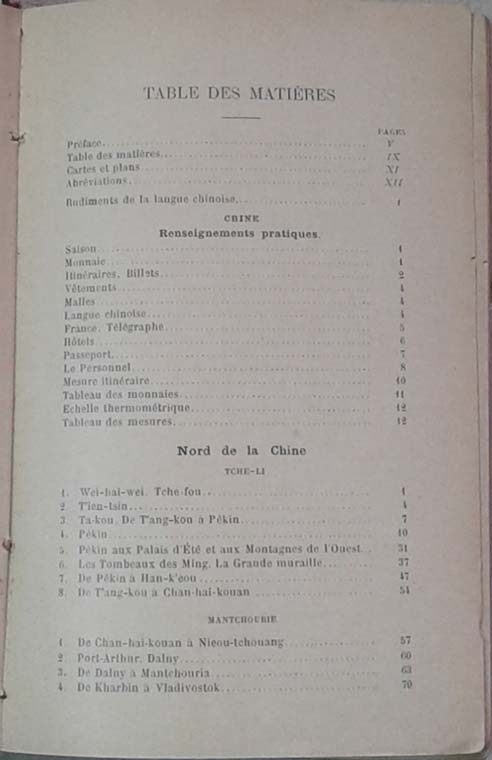 TABLE DES MATIÈRES
PAGES
Préface V
Table des matières IX
Cartes et plans XI
Abréviations XII
Rudiments de la langue chinoise 1
CHINE
Renseignements pratiques.
Saison 1
Monnaie 1
Itinéraires. Billets 2
Vêtements 4
Malles 4
Langue chinoise 4
France. Télégraphe 5
Hôtels 6
Passeport 7
Le Personnel 8
Mesure itinéraire 10
Tableau des monnaies 11
Echelle thermométrique 12
Tableau des mesures 12
Nord de la Chine
TCHE-LI
1. Wei-hai-wei. Tche-fou 1
2. T'ien-tsin 4
3. Ta-kou. De T'ang-kou à Pékin 7
4. Pékin 10
5. Pékin aux Palais d'Été et aux Montagnes de l'Ouest 31
6. Les Tombeaux des Ming. La Grande muraille 37
7. De Pékin à Han-k'eou 47
8. De T'ang-kou à Chan-hai-kouan 54
MANTCHOURIE
1. De Chan-hai-kouan à Nieou-tchouang 57
2. Port-Arthur. Dalny 60
3. De Dalny à Mantchouria 63
4. De Kharbin à Vladivostok 70